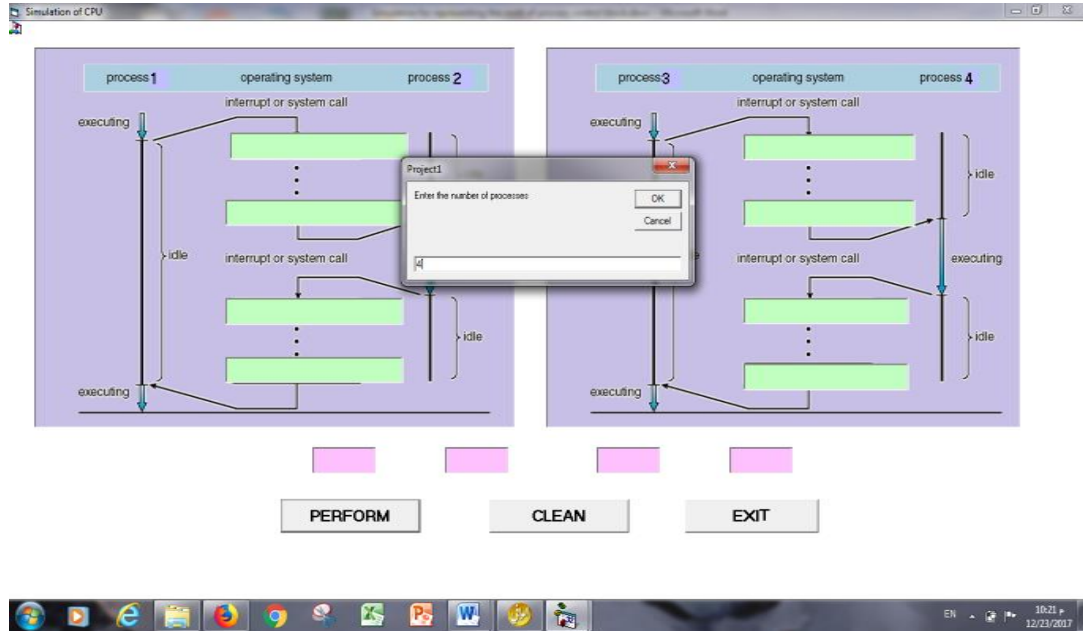 Simulation of CPU
process 1 operating system process 2
interrupt or system call
executing
idle
interrupt or system call
idle
executing
process 3 operating system process 4
interrupt or system call
executing
idle
interrupt or system call
executing
idle
executing
Project1
Enter the number of processes
OK
Cancel
4
PERFORM CLEAN EXIT
EN
10:21 م
12/23/2017